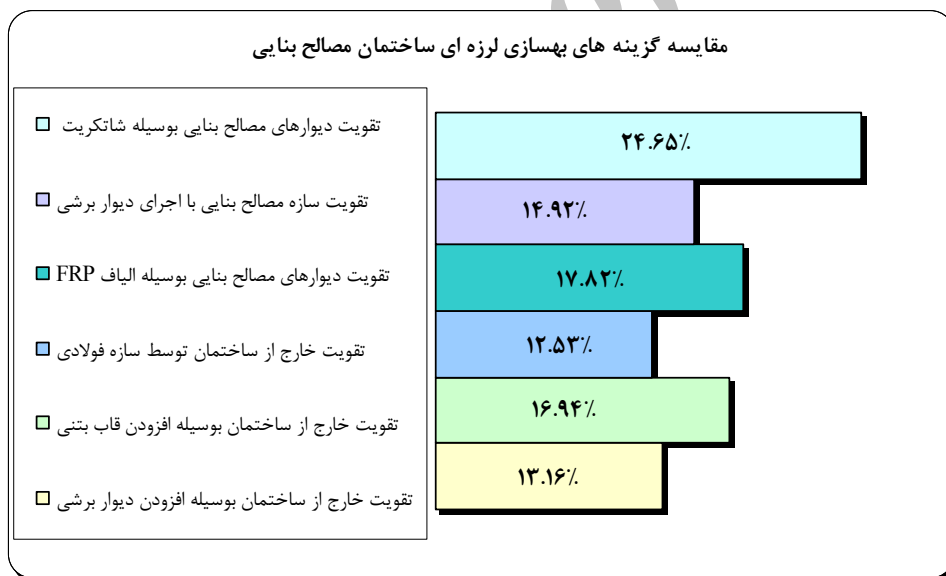 مقایسه گزینه های بهسازی لرزه ای ساختمان مصالح بنایی
تقویت دیوارهای مصالح بنایی بوسیله شاتکریت
۲۴.۶۵٪
تقویت سازه مصالح بنایی با اجرای دیوار برشی
۱۴.۹۲٪
تقویت دیوارهای مصالح بنایی بوسیله الیاف FRP
۱۷.۸۲٪
تقویت خارج از ساختمان توسط سازه فولادی
۱۲.۵۳٪
تقویت خارج از ساختمان بوسیله افزودن قاب بتنی
۱۶.۹۴٪
تقویت خارج از ساختمان بوسیله افزودن دیوار برشی
۱۳.۱۶٪